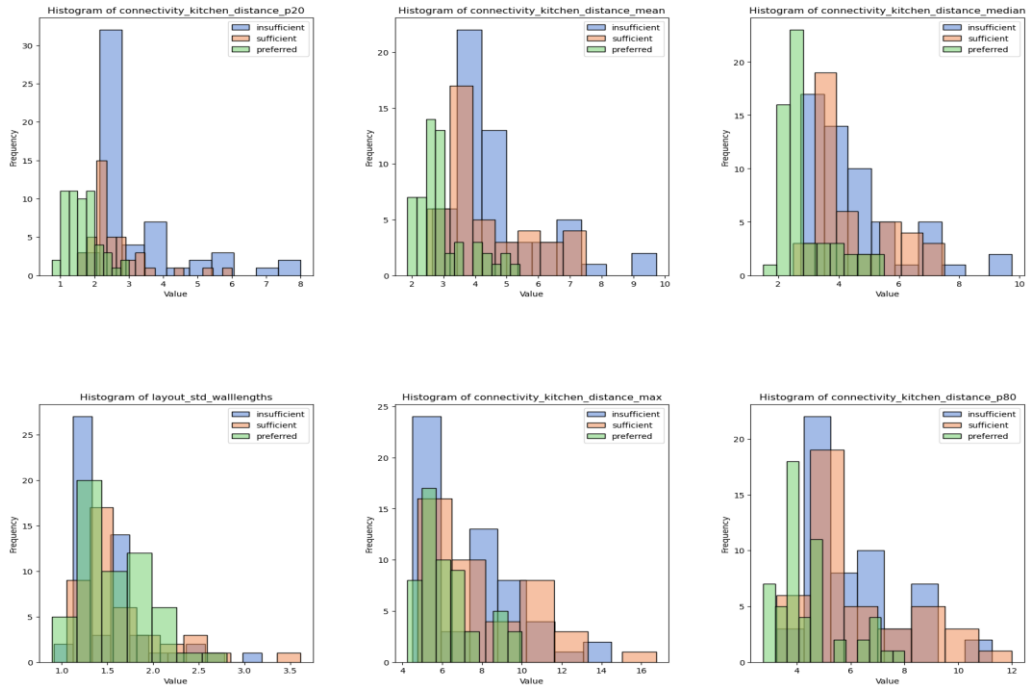 Histogram of connectivity_kitchen_distance_p20
insufficient
sufficient
preferred
Frequency
0
5
10
15
20
25
30
1 2 3 4 5 6 7 8
Value
Histogram of connectivity_kitchen_distance_mean
insufficient
sufficient
preferred
Frequency
0
5
10
15
20
2 3 4 5 6 7 8 9 10
Value
Histogram of connectivity_kitchen_distance_median
insufficient
sufficient
preferred
Frequency
0
5
10
15
20
2 4 6 8 10
Value
Histogram of layout_std_walllengths
insufficient
sufficient
preferred
Frequency
0
5
10
15
20
25
1.0 1.5 2.0 2.5 3.0 3.5
Value
Histogram of connectivity_kitchen_distance_max
insufficient
sufficient
preferred
Frequency
0
5
10
15
20
25
4 6 8 10 12 14 16
Value
Histogram of connectivity_kitchen_distance_p80
insufficient
sufficient
preferred
Frequency
0
5
10
15
20
4 6 8 10 12
Value